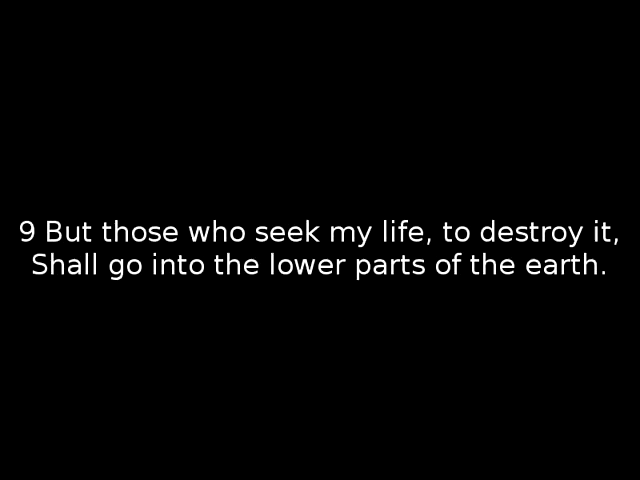 9 But those who seek my life, to destroy it,
Shall go into the lower parts of the earth.